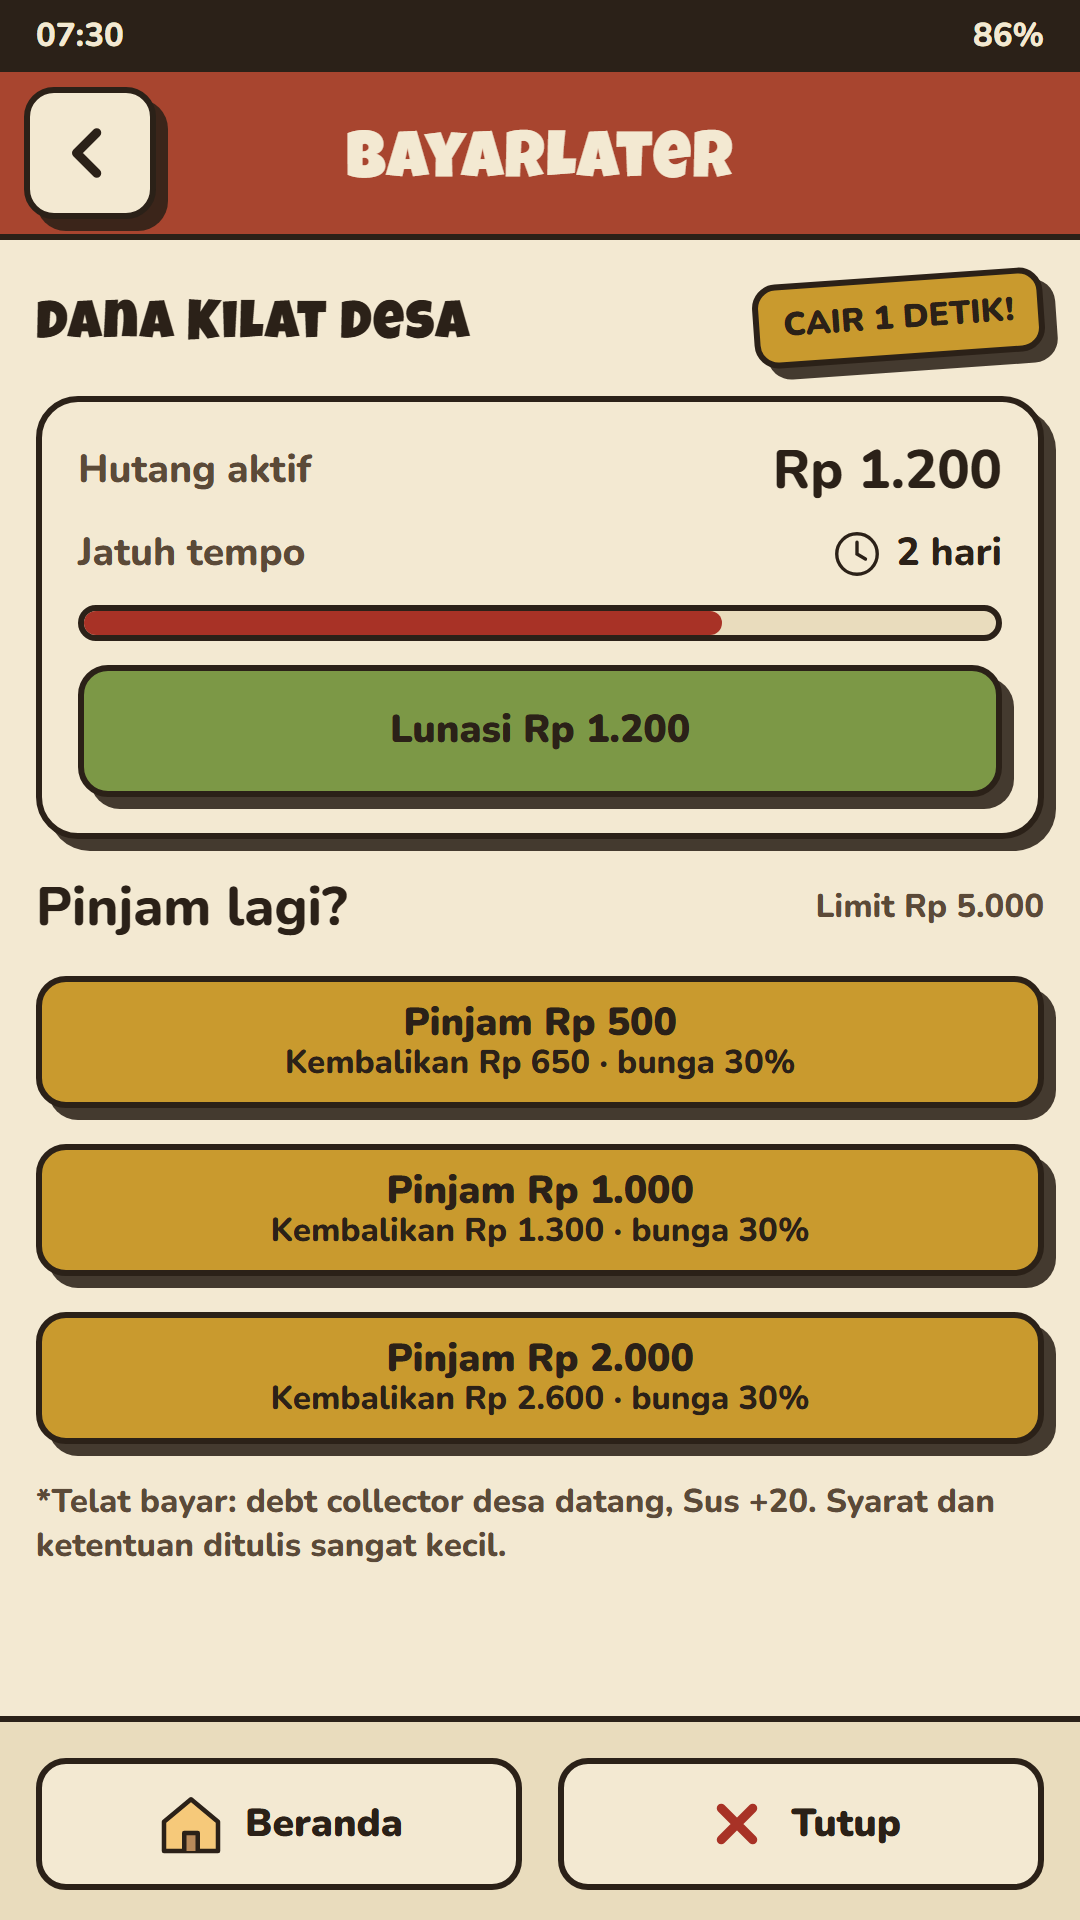 07:30
86%
BAYARLATER
DANA KILAT DESA
CAIR 1 DETIK!
Hutang aktif
Rp 1.200
Jatuh tempo
2 hari
Lunasi Rp 1.200
Pinjam lagi?
Limit Rp 5.000
Pinjam Rp 500
Kembalikan Rp 650 · bunga 30%
Pinjam Rp 1.000
Kembalikan Rp 1.300 · bunga 30%
Pinjam Rp 2.000
Kembalikan Rp 2.600 · bunga 30%
*Telat bayar: debt collector desa datang, Sus +20. Syarat dan
ketentuan ditulis sangat kecil.
Beranda
Tutup